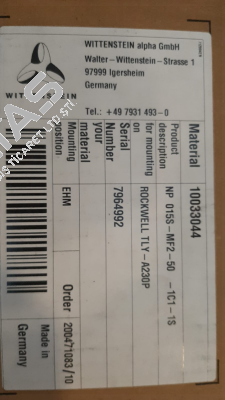 WITTENSTEIN alpha GmbH
Walter-Wittenstein-Strasse 1
97999 Igersheim
Germany
Tel.: +49 7931 493-0
WITTENSTEIN
Material 10033044
Product description NP 015S-MF2-50 -1C1-1S
for mounting on ROCKWELL TLY-A230P
Serial Number 7964992
your material
Mounting position EHM
Order 200471083/10
Made in Germany